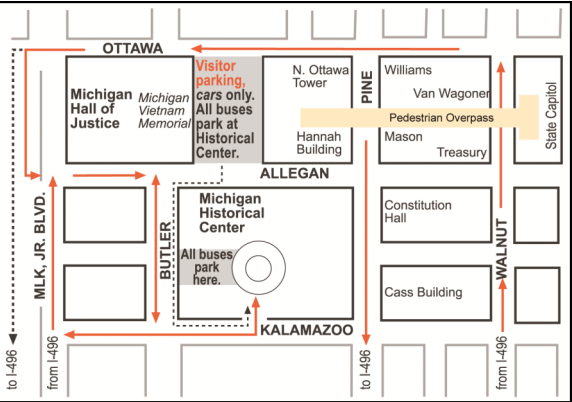 OTTAWA
Visitor
parking,
cars only.
All buses
park at
Historical
Center.
Michigan
Hall of
Justice
Michigan
Vietnam
Memorial
N. Ottawa
Tower
Hannah
Building
PINE
Williams
Van Wagoner
Pedestrian Overpass
Mason
Treasury
State Capitol
ALLEGAN
MLK, JR. BLVD.
BUTLER
Michigan
Historical
Center
All buses
park
here.
Constitution
Hall
WALNUT
Cass Building
KALAMAZOO
to I-496
from I-496
to I-496
from I-496